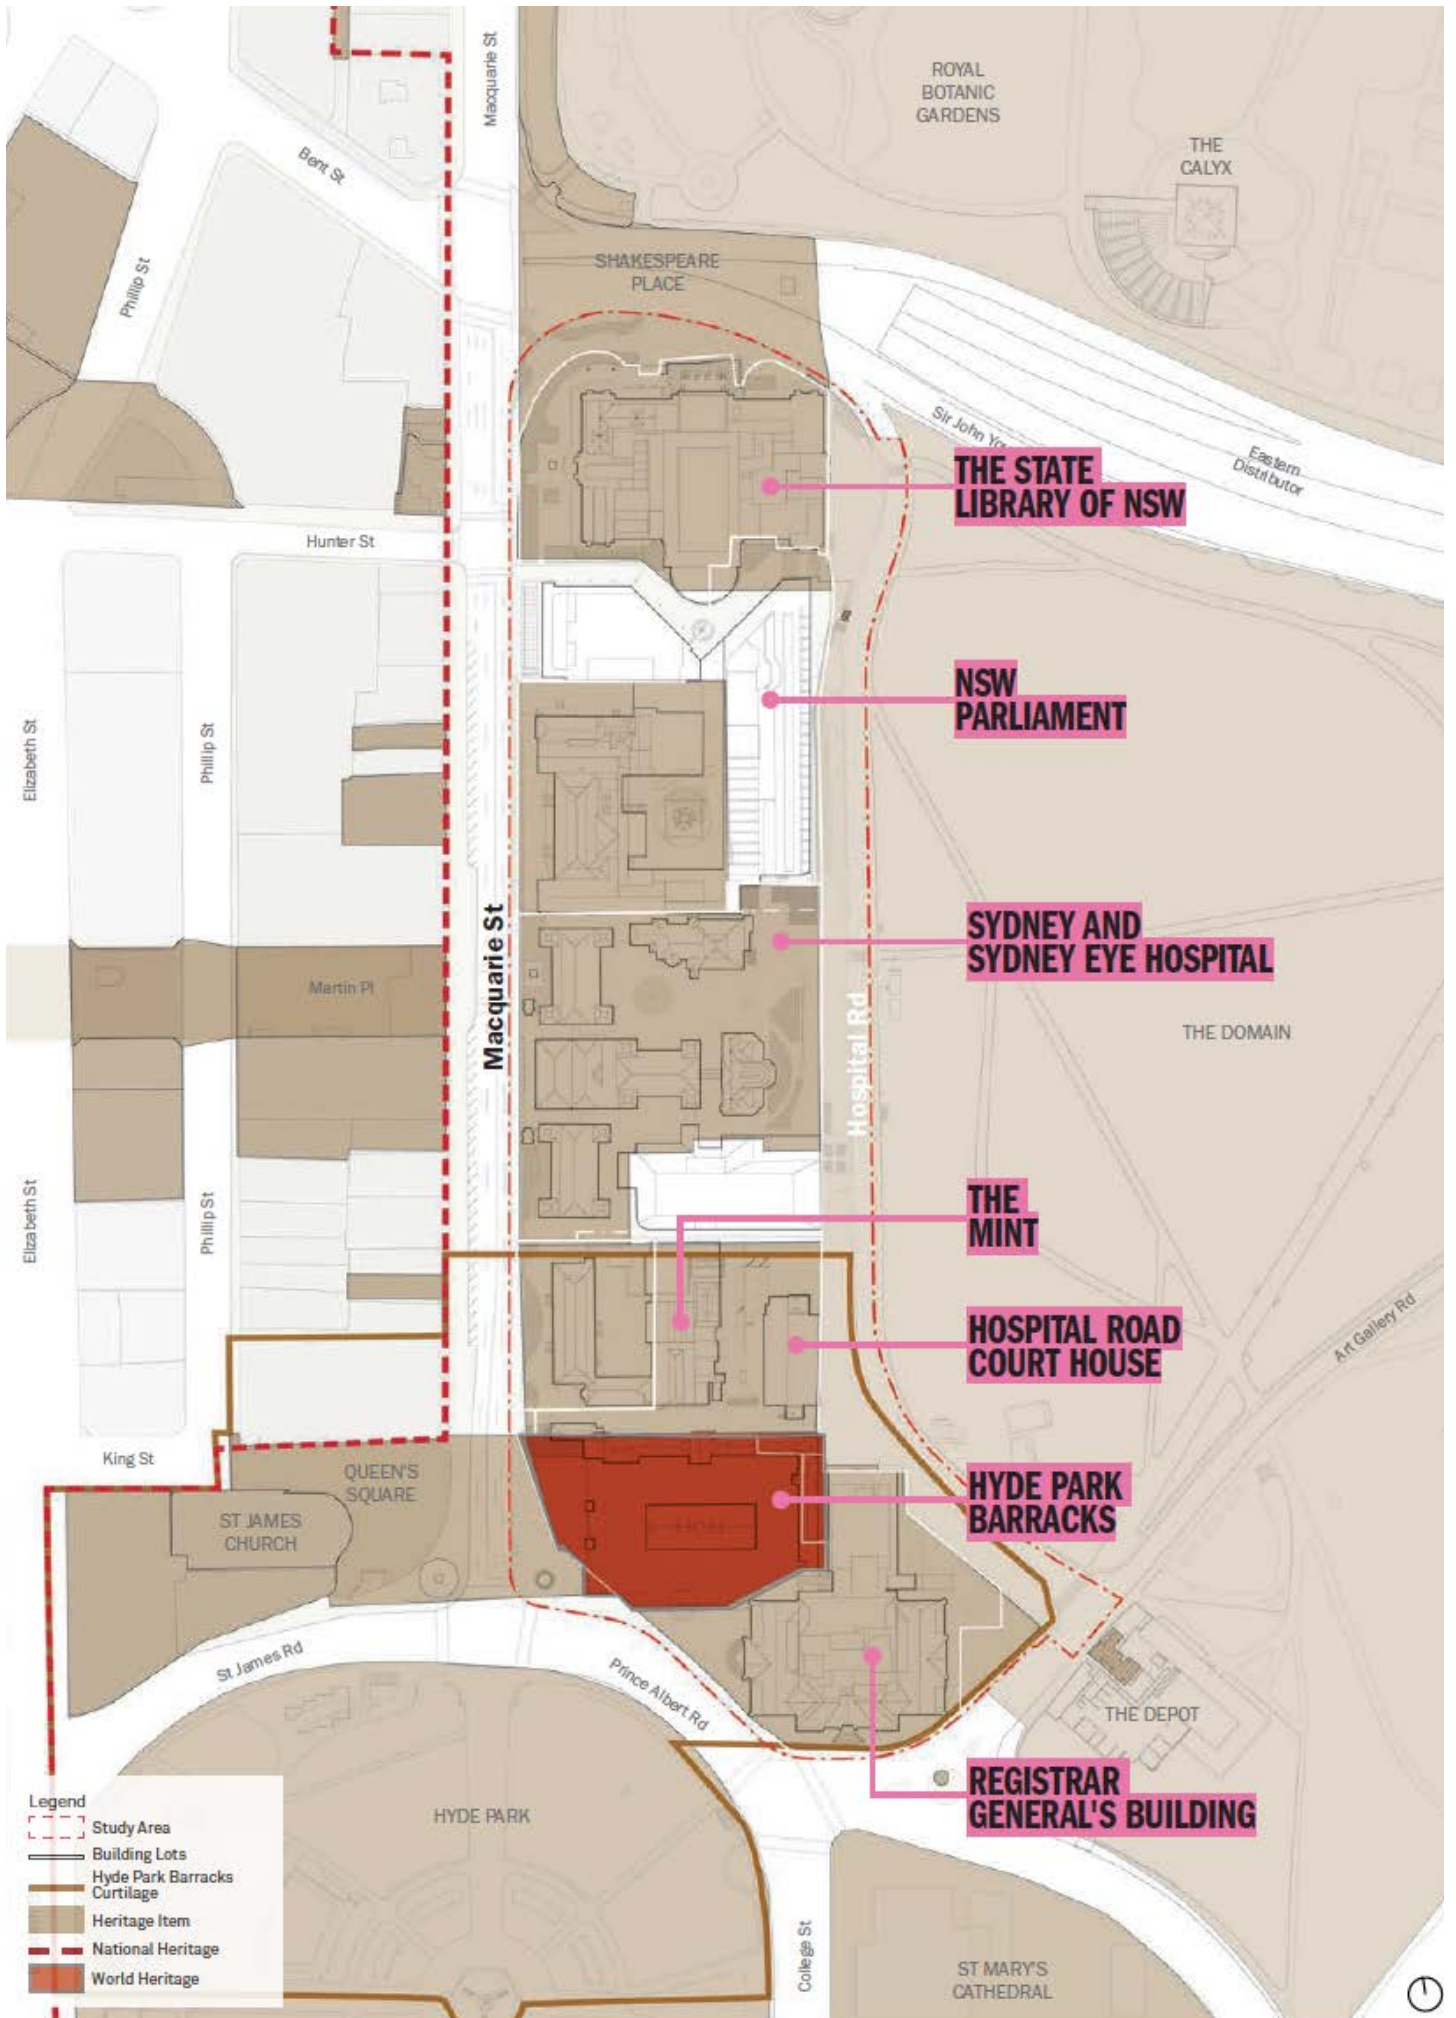 Macquarie St
ROYAL
BOTANIC
GARDENS
THE
CALYX
Bent St
Phillip St
SHAKESPEARE
PLACE
Sir John
Eastern
Distributor
THE STATE
LIBRARY OF NSW
Hunter St
NSW
PARLIAMENT
Elizabeth St
Phillip St
Macquarie St
SYDNEY AND
SYDNEY EYE HOSPITAL
Martin Pl
Hospital Rd
THE DOMAIN
Elizabeth St
Phillip St
THE
MINT
HOSPITAL ROAD
COURT HOUSE
Art Gallery Rd
King St
QUEEN'S
SQUARE
HYDE PARK
BARRACKS
ST JAMES
CHURCH
St James Rd
Prince Albert Rd
THE DEPOT
REGISTRAR
GENERAL'S BUILDING
HYDE PARK
Legend
Study Area
Building Lots
Hyde Park Barracks
Curtilage
Heritage Item
National Heritage
World Heritage
College St
ST MARY'S
CATHEDRAL